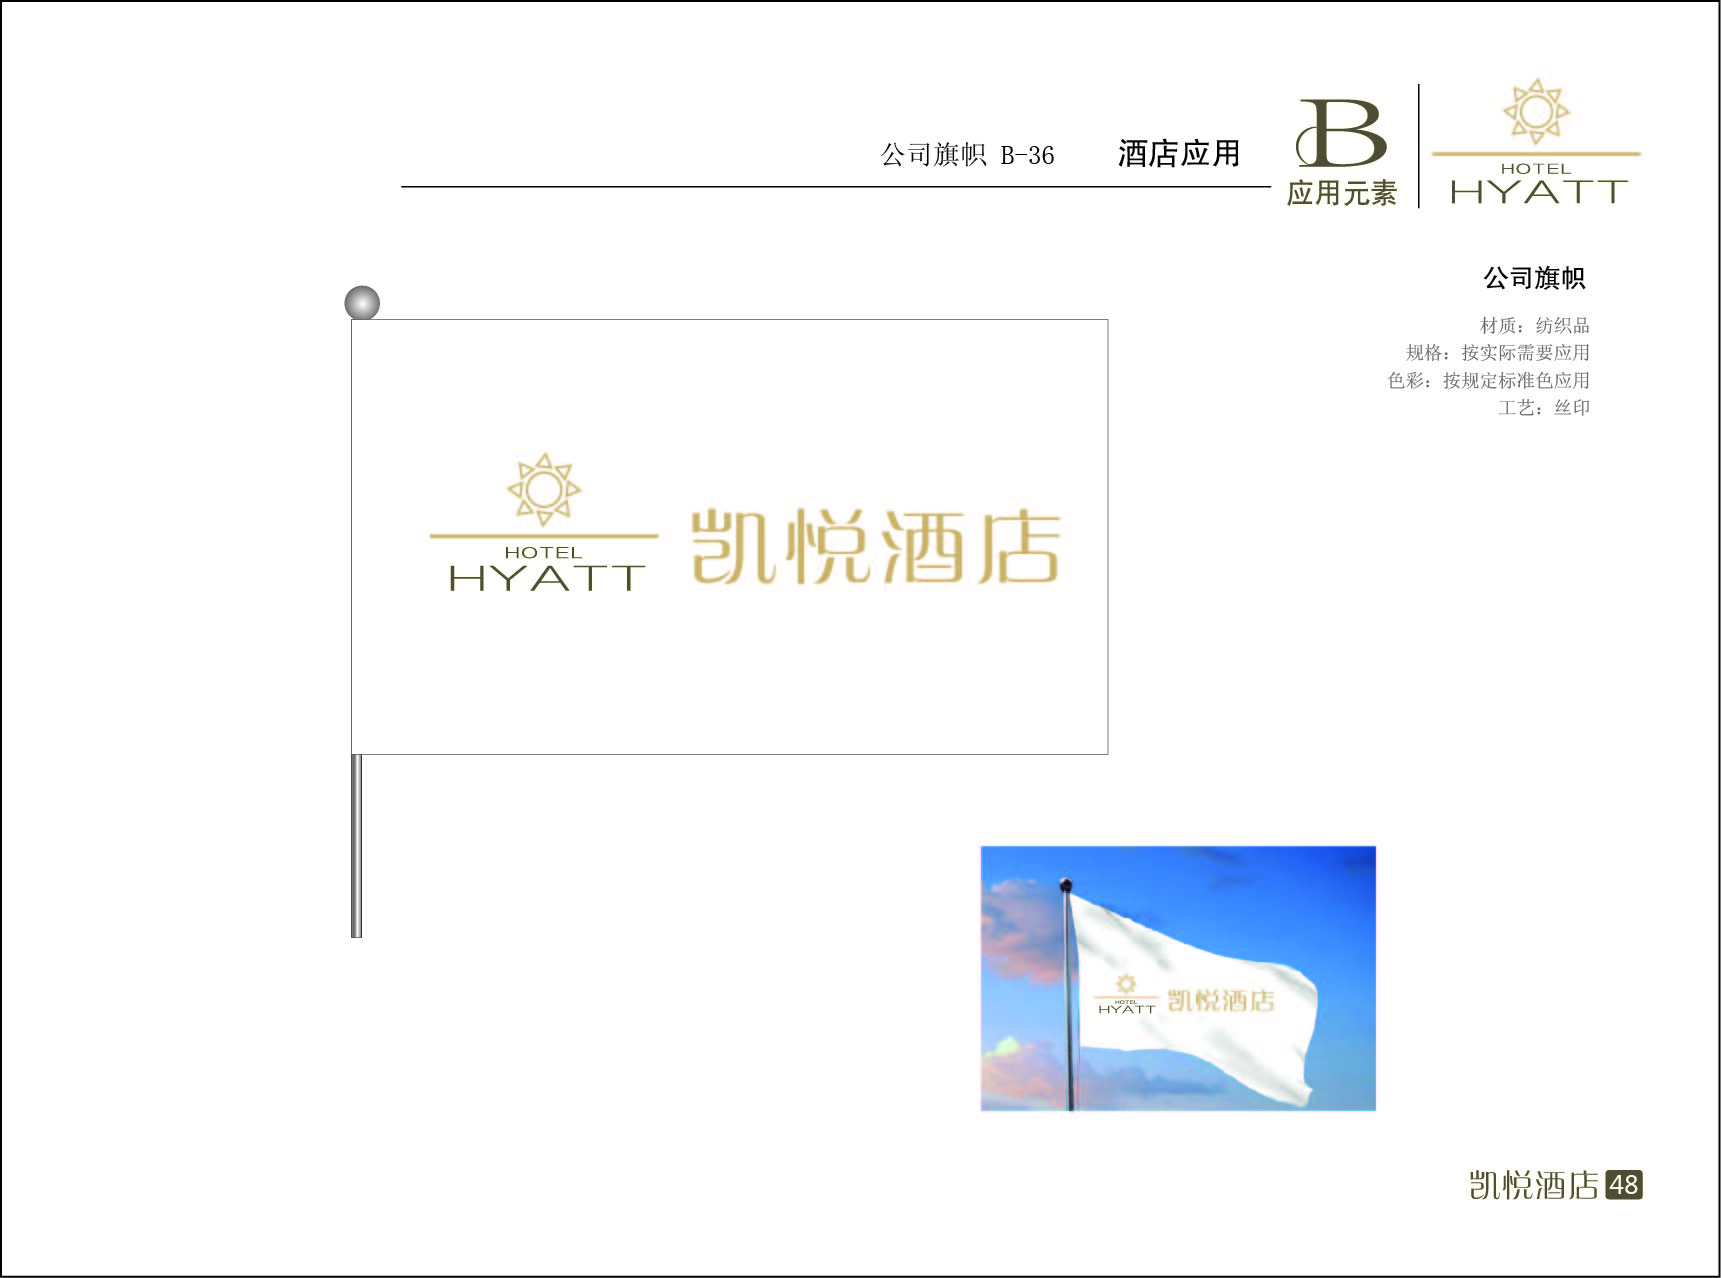 公司旗帜 B-36 酒店应用
B
应用元素
HOTEL
HYATT
公司旗帜
材质：纺织品
规格：按实际需要应用
色彩：按规定标准色应用
工艺：丝印
HOTEL
HYATT
凯悦酒店
HOTEL
HYATT
凯悦酒店
凯悦酒店 48